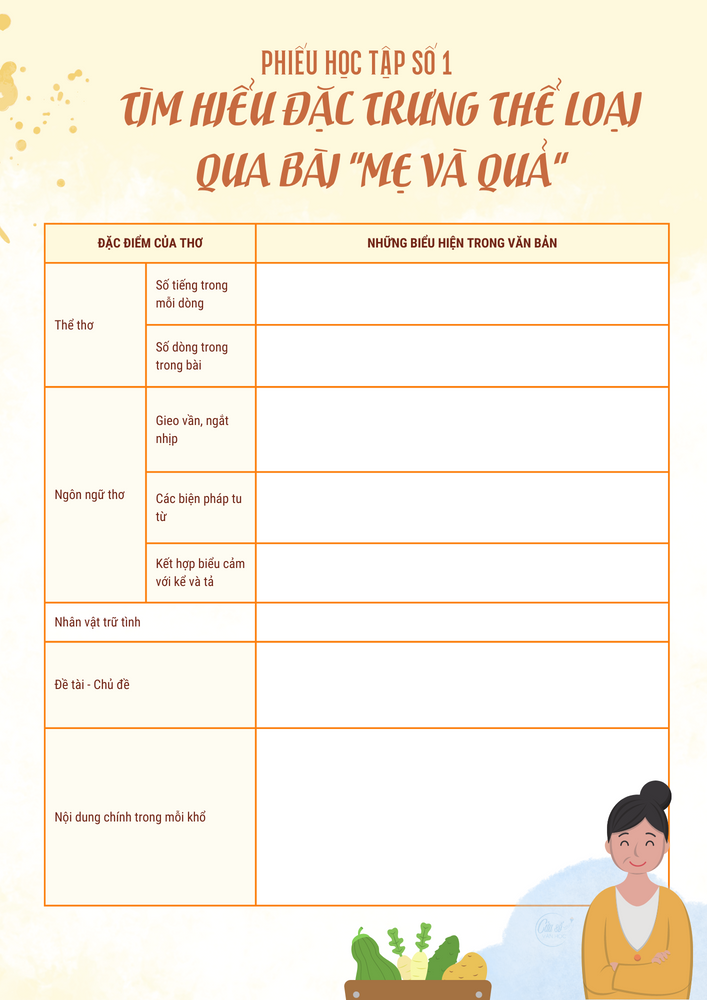 PHIẾU HỌC TẬP SỐ 1
TÌM HIỂU ĐẶC TRƯNG THỂ LOẠI
QUA BÀI "MẸ VÀ QUẢ"
ĐẶC ĐIỂM CỦA THƠ
NHỮNG BIỂU HIỆN TRONG VĂN BẢN
Thể thơ
Số tiếng trong
mỗi dòng
Số dòng trong
trong bài
Ngôn ngữ thơ
Gieo vần, ngắt
nhịp
Các biện pháp tu
từ
Kết hợp biểu cảm
với kể và tả
Nhân vật trữ tình
Đề tài - Chủ đề
Nội dung chính trong mỗi khổ